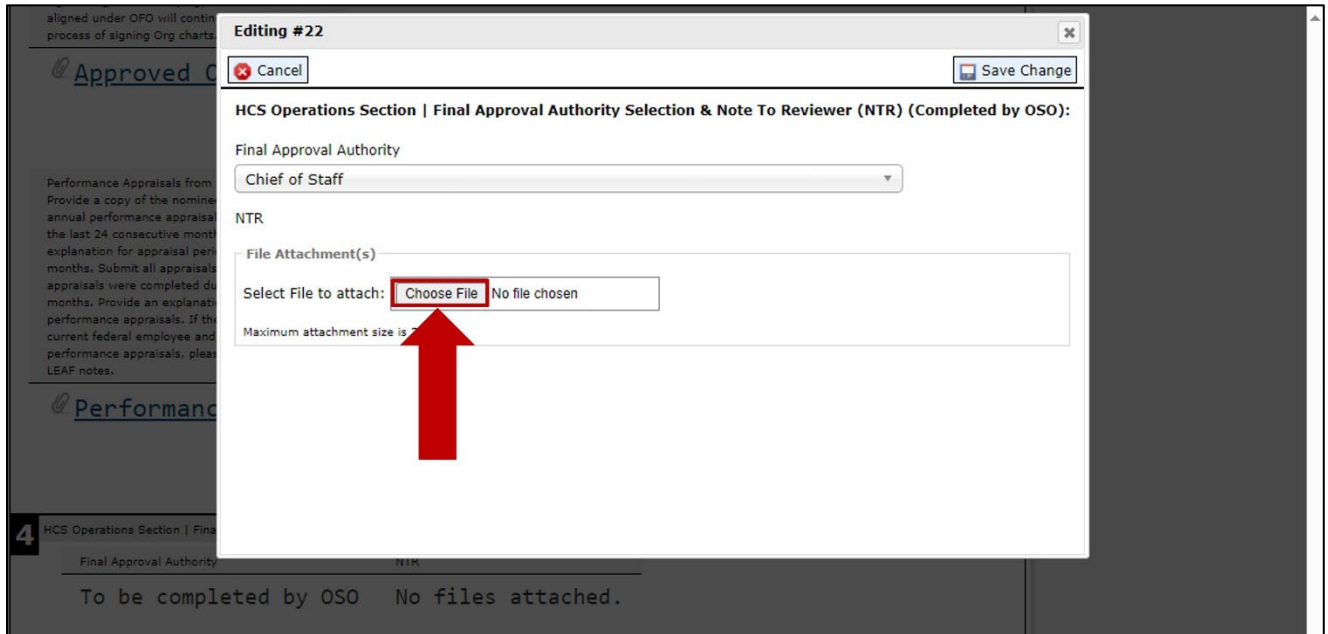 aligned under OFO will contin
process of signing Org charts
Approved C
Performance Appraisals from
Provide a copy of the nomine
annual performance appraisal
the last 24 consecutive mont
explanation for appraisal peri
months. Submit all appraisals
appraisals were completed du
months. Provide an explanati
performance appraisals. If the
current federal employee and
performance appraisals, pleas
LEAF notes.
Performanc
Editing #22
Cancel
Save Change
HCS Operations Section | Final Approval Authority Selection & Note To Reviewer (NTR) (Completed by OSO):
Final Approval Authority
Chief of Staff
NTR
File Attachment(s)
Select File to attach: Choose File No file chosen
Maximum attachment size is
4 HCS Operations Section | Fina
Final Approval Authority NTR
To be completed by OSO No files attached.